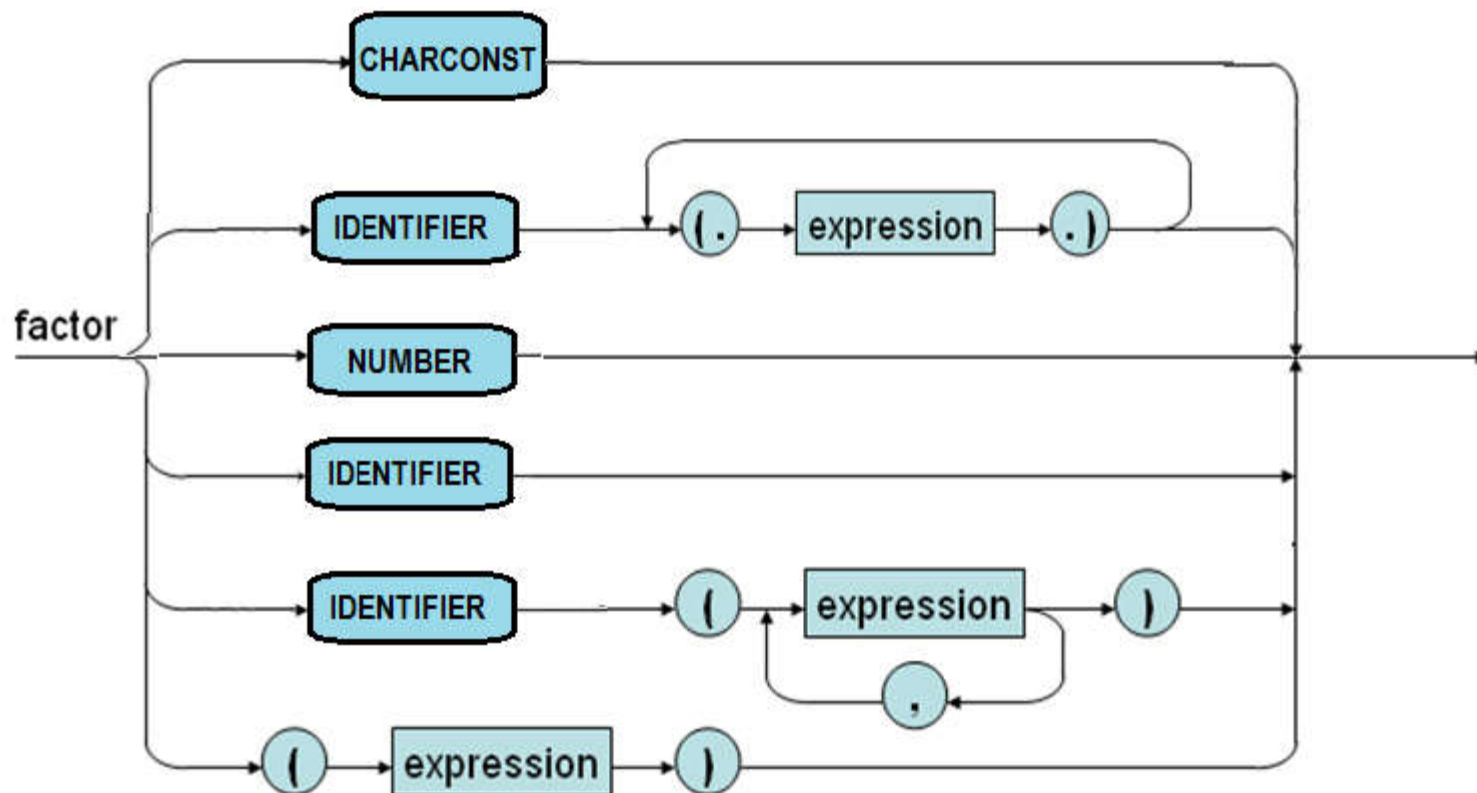 CHARCONST
IDENTIFIER (. expression .)
factor
NUMBER
IDENTIFIER
IDENTIFIER ( expression )
,
( expression )